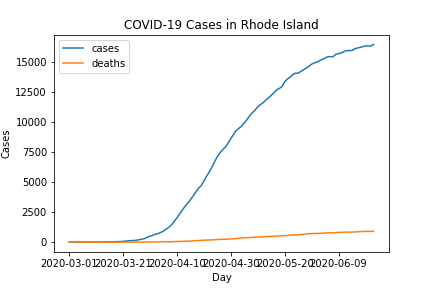 COVID-19 Cases in Rhode Island
cases
deaths
15000
12500
10000
7500
5000
2500
0
Cases
2020-03-01 2020-03-21 2020-04-10 2020-04-30 2020-05-20 2020-06-09
Day